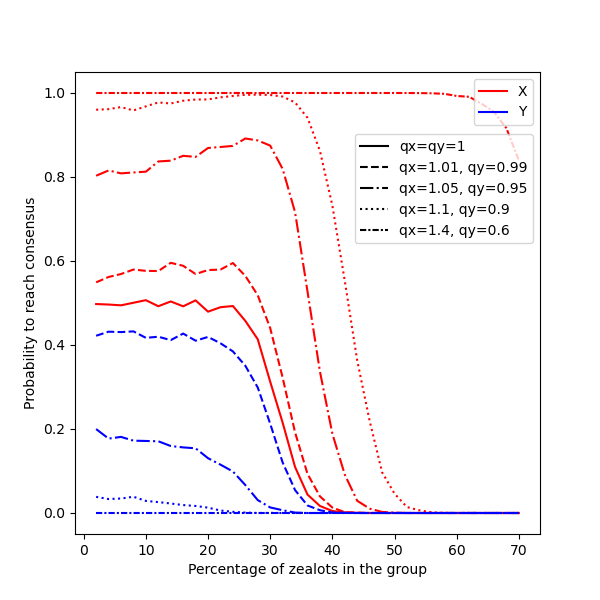 1.0
0.8
0.6
0.4
0.2
0.0
Probability to reach consensus
X
Y
qx=qy=1
qx=1.01, qy=0.99
qx=1.05, qy=0.95
qx=1.1, qy=0.9
qx=1.4, qy=0.6
0 10 20 30 40 50 60 70
Percentage of zealots in the group